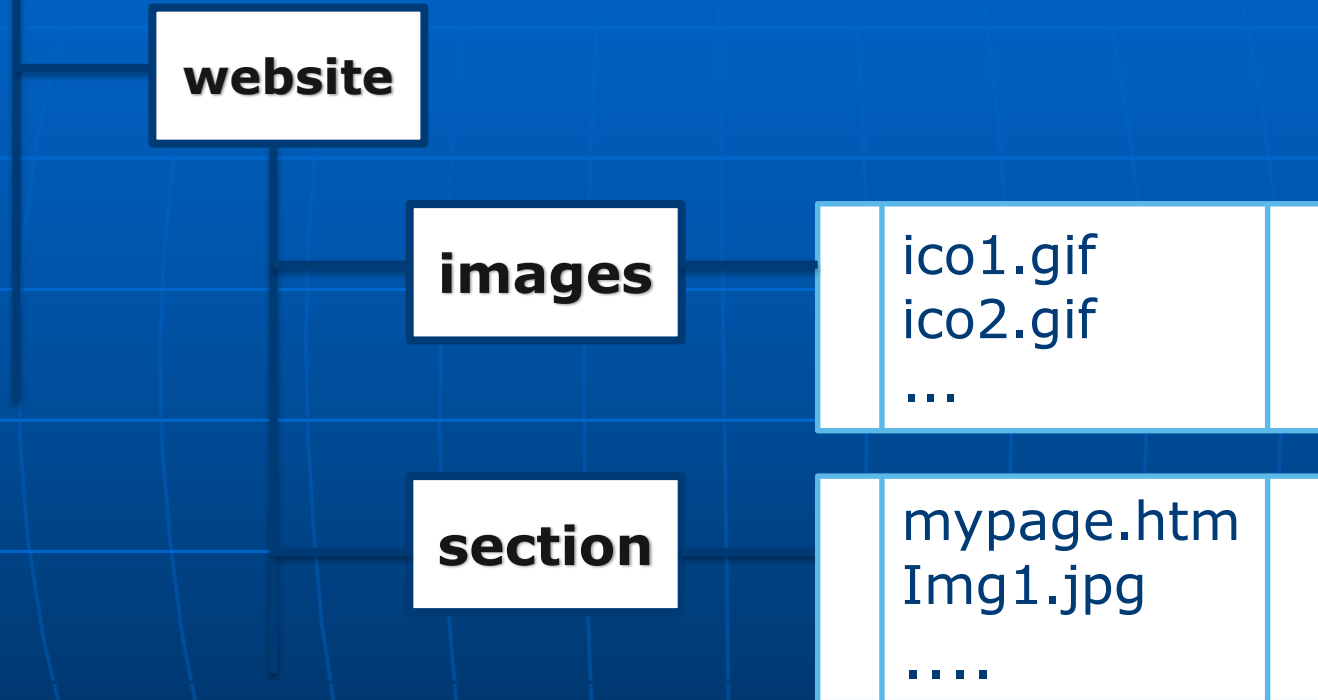 website
images
ico1.gif
ico2.gif
...
section
mypage.htm
Img1.jpg
....